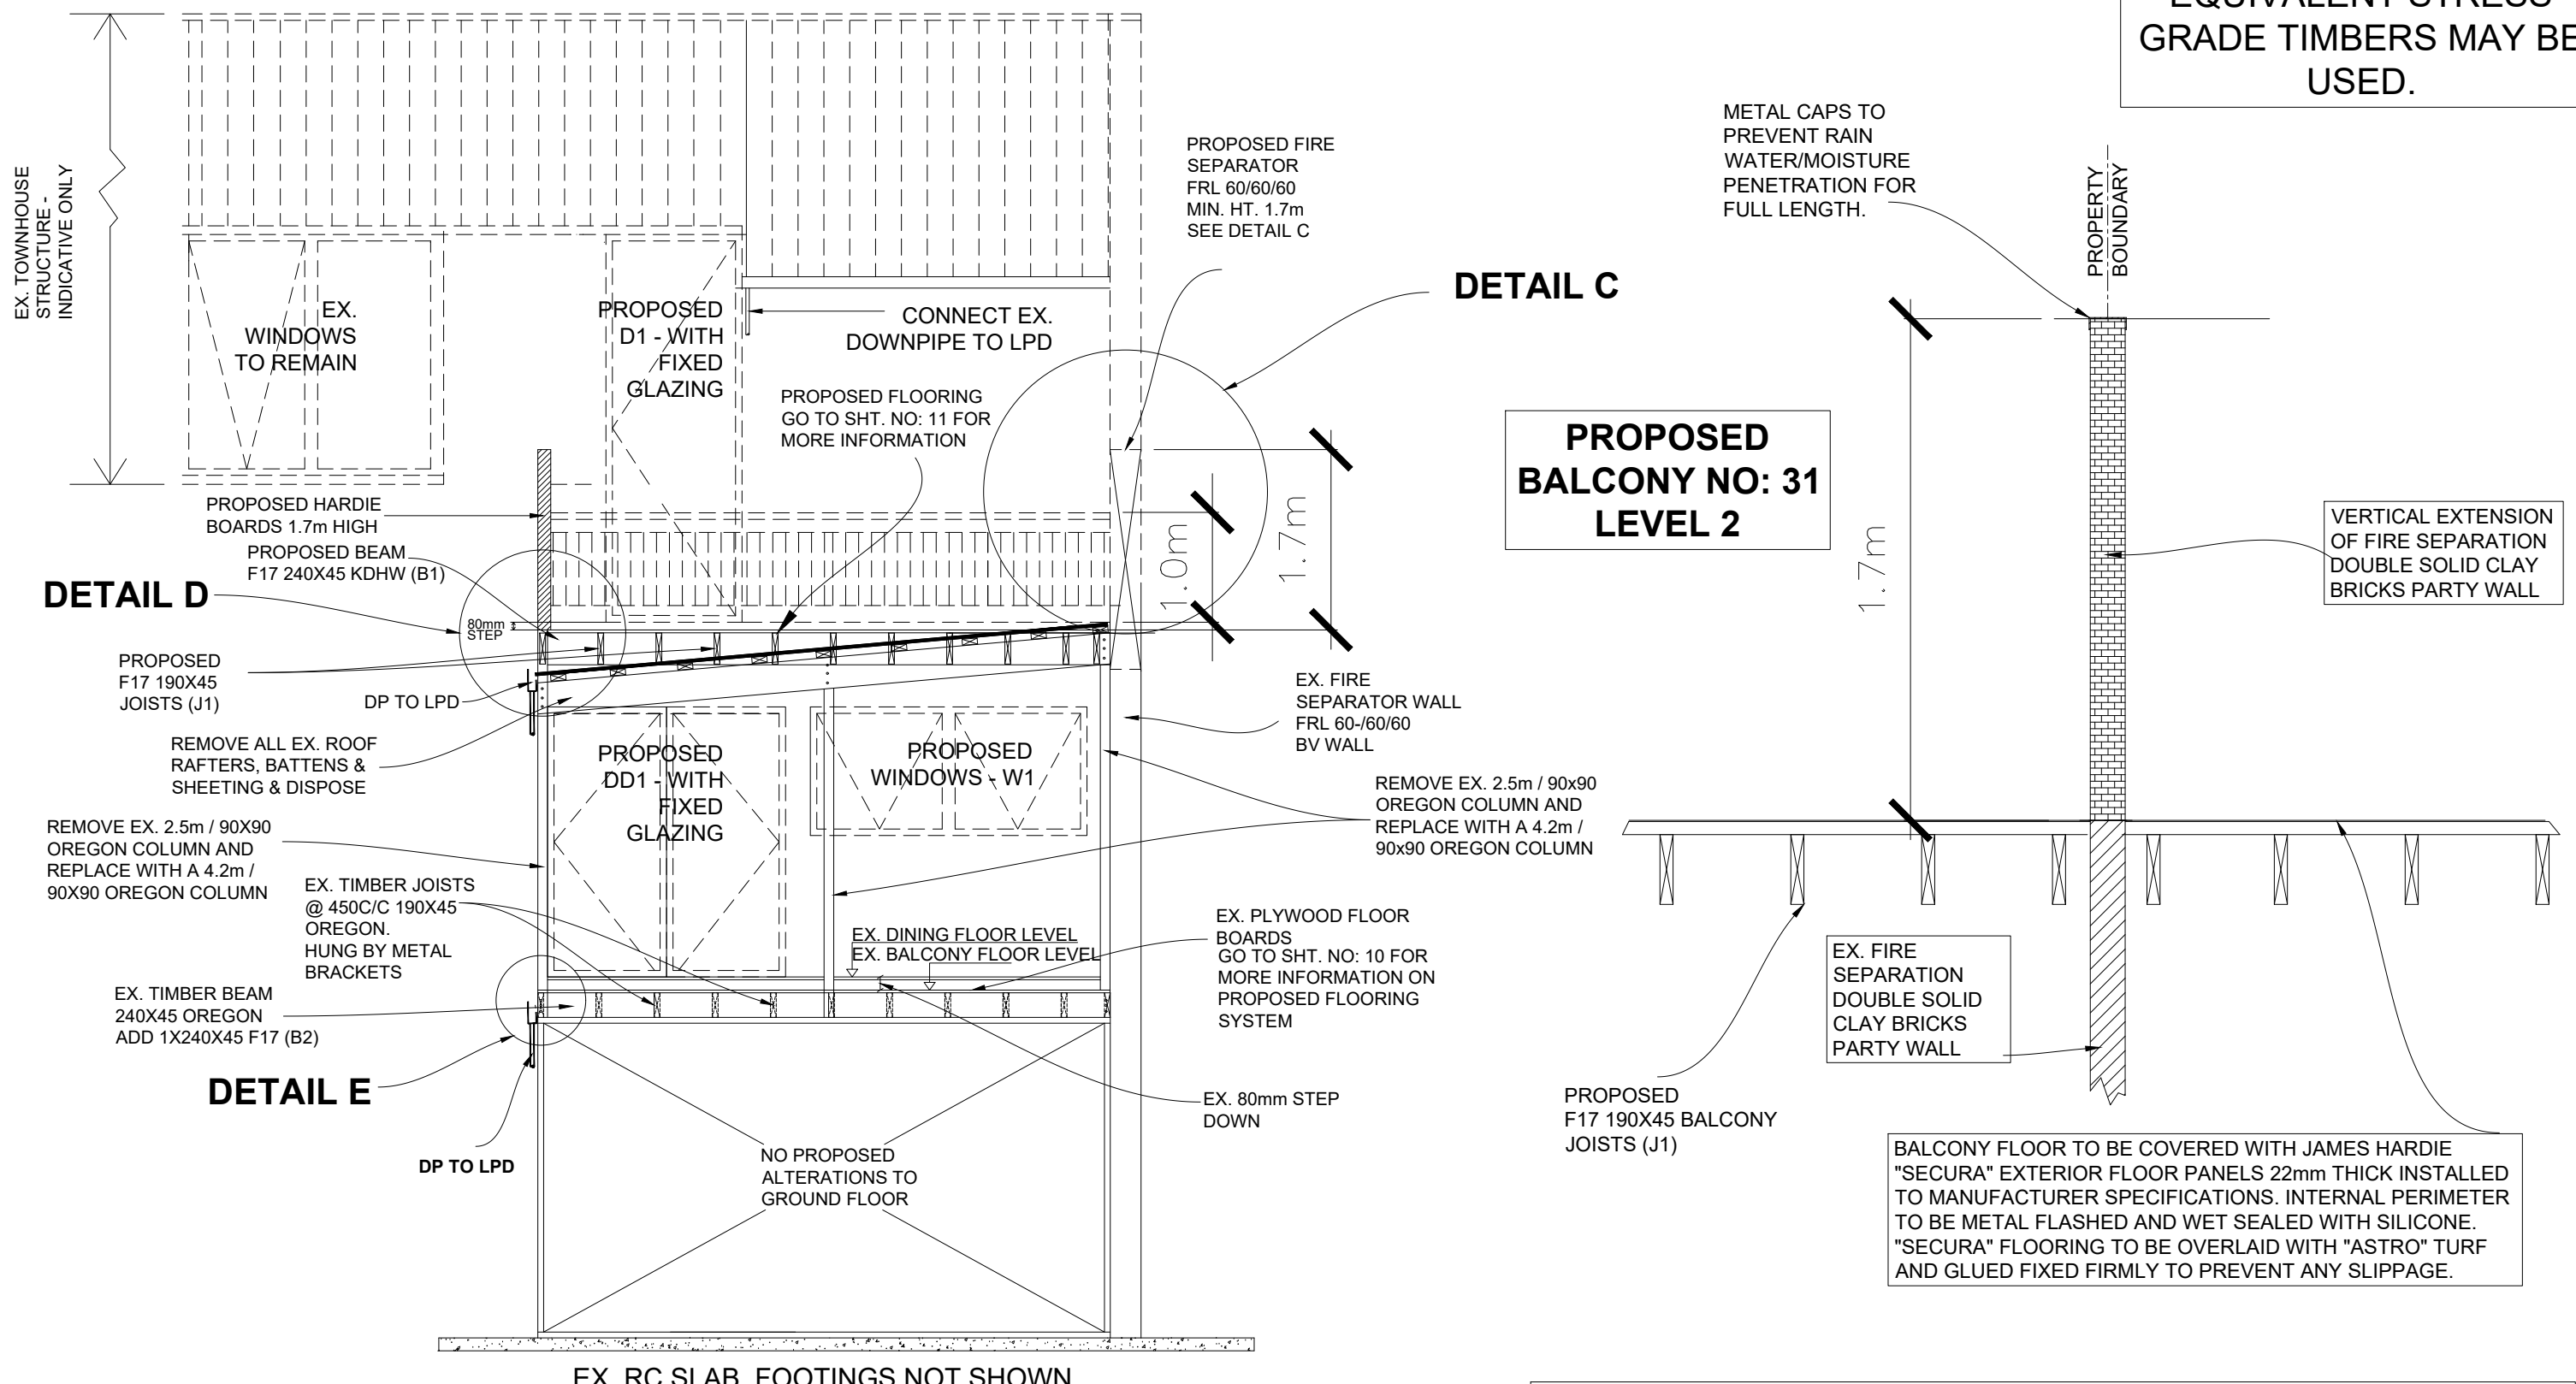 EQUIVALENT STRESS
GRADE TIMBERS MAY BE
USED.
EX. TOWNHOUSE
STRUCTURE -
INDICATIVE ONLY
EX.
WINDOWS
TO REMAIN
PROPOSED
D1 - WITH
FIXED
GLAZING
CONNECT EX.
DOWNPIPE TO LPD
PROPOSED FIRE
SEPARATOR
FRL 60/60/60
MIN. HT. 1.7m
SEE DETAIL C
DETAIL C
PROPOSED FLOORING
GO TO SHT. NO: 11 FOR
MORE INFORMATION
PROPOSED HARDIE
BOARDS 1.7m HIGH
PROPOSED BEAM
F17 240X45 KDHW (B1)
DETAIL D
80mm
STEP
1.0m
1.7m
PROPOSED
F17 190X45
JOISTS (J1)
DP TO LPD
REMOVE ALL EX. ROOF
RAFTERS, BATTENS &
SHEETING & DISPOSE
EX. FIRE
SEPARATOR WALL
FRL 60-/60/60
BV WALL
PROPOSED
DD1 - WITH
FIXED
GLAZING
PROPOSED
WINDOWS - W1
REMOVE EX. 2.5m / 90x90
OREGON COLUMN AND
REPLACE WITH A 4.2m /
90x90 OREGON COLUMN
REMOVE EX. 2.5m / 90X90
OREGON COLUMN AND
REPLACE WITH A 4.2m /
90X90 OREGON COLUMN
EX. TIMBER JOISTS
@ 450C/C 190X45
OREGON.
HUNG BY METAL
BRACKETS
EX. DINING FLOOR LEVEL
EX. BALCONY FLOOR LEVEL
EX. PLYWOOD FLOOR
BOARDS
GO TO SHT. NO: 10 FOR
MORE INFORMATION ON
PROPOSED FLOORING
SYSTEM
EX. TIMBER BEAM
240X45 OREGON
ADD 1X240X45 F17 (B2)
DETAIL E
DP TO LPD
EX. 80mm STEP
DOWN
NO PROPOSED
ALTERATIONS TO
GROUND FLOOR
EX. RC SLAB. FOOTINGS NOT SHOWN
METAL CAPS TO
PREVENT RAIN
WATER/MOISTURE
PENETRATION FOR
FULL LENGTH.
PROPERTY
BOUNDARY
PROPOSED
BALCONY NO: 31
LEVEL 2
1.7m
VERTICAL EXTENSION
OF FIRE SEPARATION
DOUBLE SOLID CLAY
BRICKS PARTY WALL
EX. FIRE
SEPARATION
DOUBLE SOLID
CLAY BRICKS
PARTY WALL
PROPOSED
F17 190X45 BALCONY
JOISTS (J1)
BALCONY FLOOR TO BE COVERED WITH JAMES HARDIE
"SECURA" EXTERIOR FLOOR PANELS 22mm THICK INSTALLED
TO MANUFACTURER SPECIFICATIONS. INTERNAL PERIMETER
TO BE METAL FLASHED AND WET SEALED WITH SILICONE.
"SECURA" FLOORING TO BE OVERLAID WITH "ASTRO" TURF
AND GLUED FIXED FIRMLY TO PREVENT ANY SLIPPAGE.